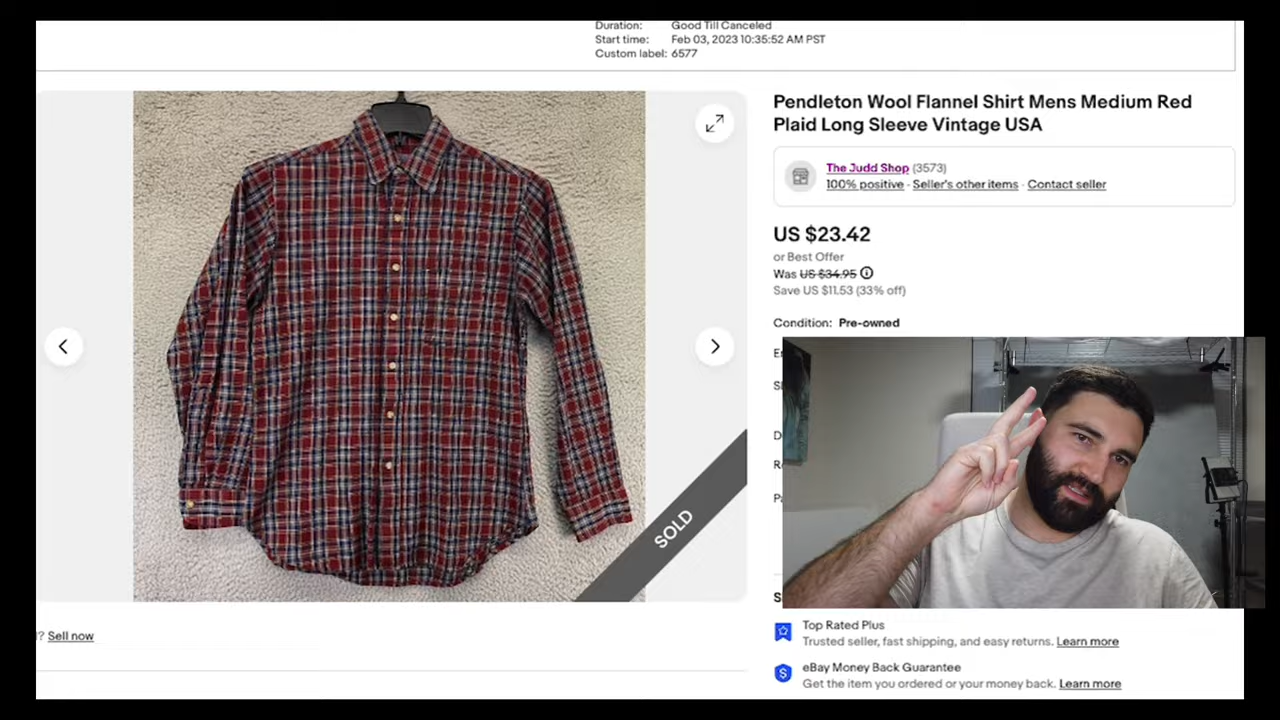 Duration: Good Till Canceled
Start time: Feb 03, 2023 10:35:52 AM PST
Custom label: 6577
Pendleton Wool Flannel Shirt Mens Medium Red
Plaid Long Sleeve Vintage USA
The Judd Shop (3573)
100% positive · Seller's other items · Contact seller
US $23.42
or Best Offer
Was US $34.95
Save US $11.53 (33% off)
Condition: Pre-owned
SOLD
? Sell now
Top Rated Plus
Trusted seller, fast shipping, and easy returns. Learn more
eBay Money Back Guarantee
Get the item you ordered or your money back. Learn more